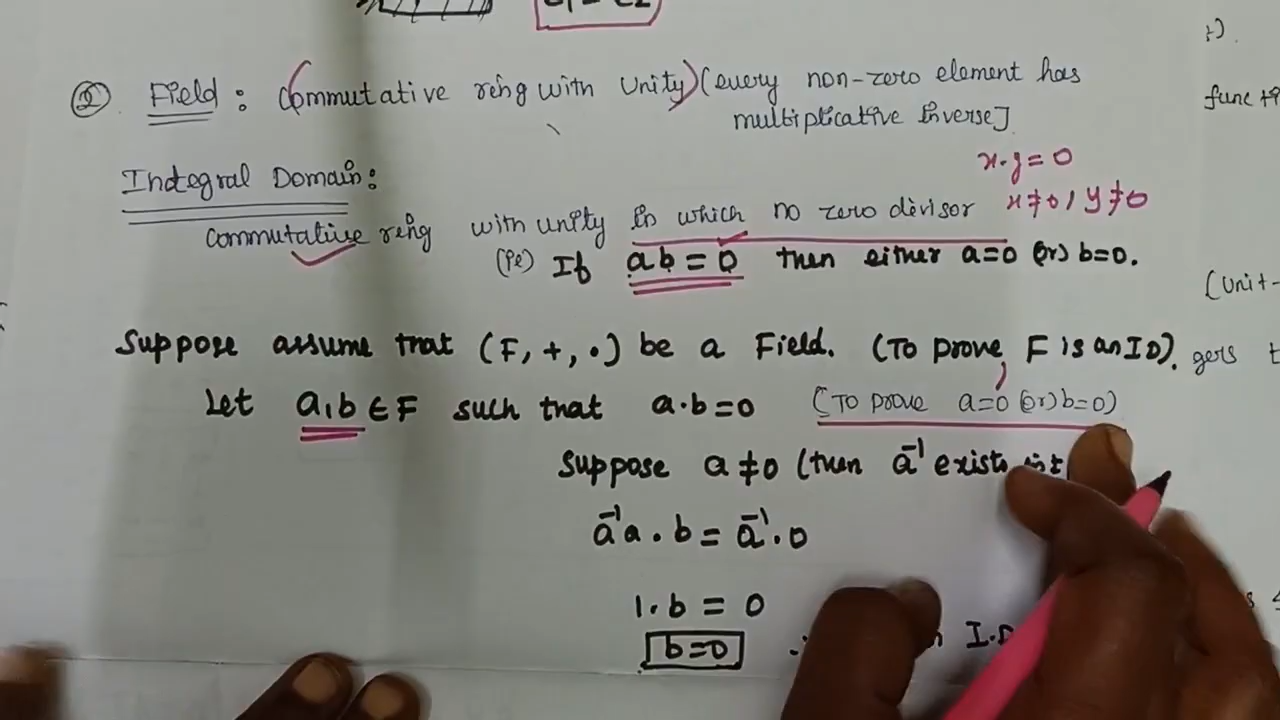 ② Field : Commutative ring with Unity (every non-zero element has
multiplicative inverse]
x.y = 0
Integral Domain :
x≠0, y≠0
commutative ring with unity in which no zero divisor
(ie) If ab = 0 then either a=0 (or) b=0.
(Unit-
Suppose assume that (F, +, •) be a Field. (To prove F is an ID).
gers
Let a, b ∈ F such that a•b=0 (To prove a=0 (or) b=0)
Suppose a ≠ 0 (then a⁻¹ exists
a⁻¹a • b = a⁻¹ • 0
1 • b = 0
b=0 I.D